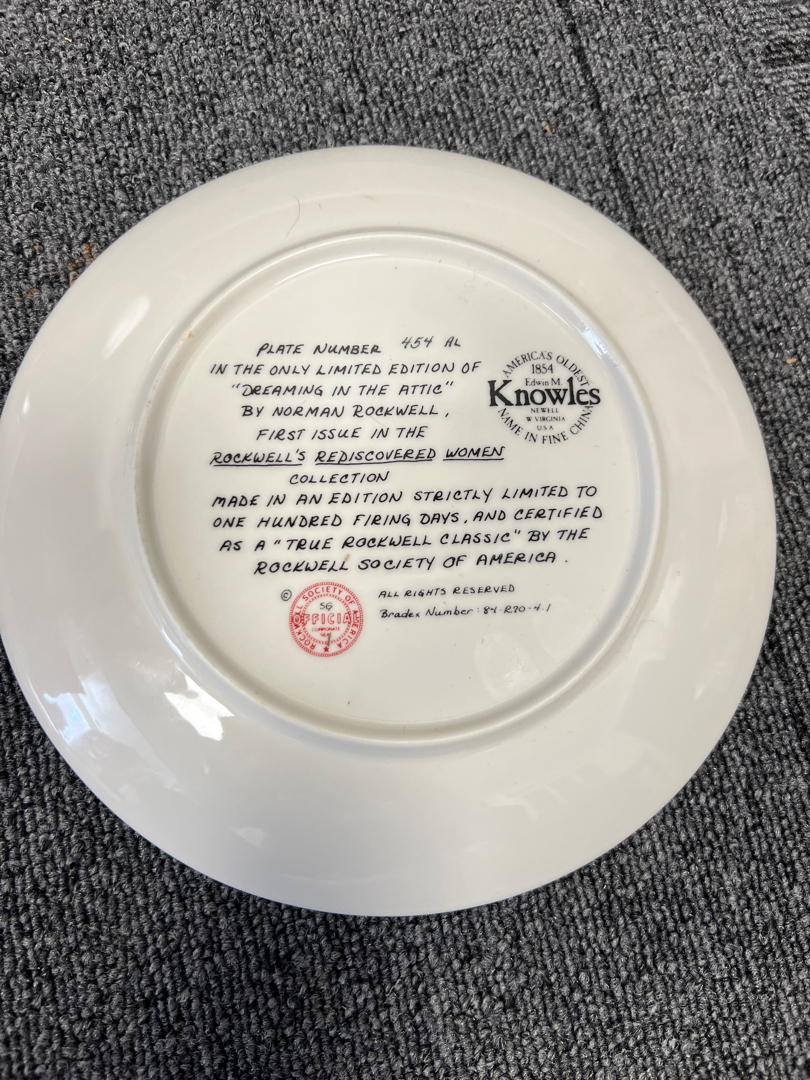 PLATE NUMBER 454 AL
IN THE ONLY LIMITED EDITION OF
"DREAMING IN THE ATTIC"
BY NORMAN ROCKWELL,
FIRST ISSUE IN THE
ROCKWELL'S REDISCOVERED WOMEN
COLLECTION
MADE IN AN EDITION STRICTLY LIMITED TO
ONE HUNDRED FIRING DAYS, AND CERTIFIED
AS A "TRUE ROCKWELL CLASSIC" BY THE
ROCKWELL SOCIETY OF AMERICA.
AMERICA'S OLDEST
1854
Edwin M.
Knowles
NEWELL
W VIRGINIA
U.S.A
NAME IN FINE CHINA
©
ROCKWELL SOCIETY OF AMERICA
SG
OFFICIAL
ALL RIGHTS RESERVED
Bradex Number: 84-R70-4.1